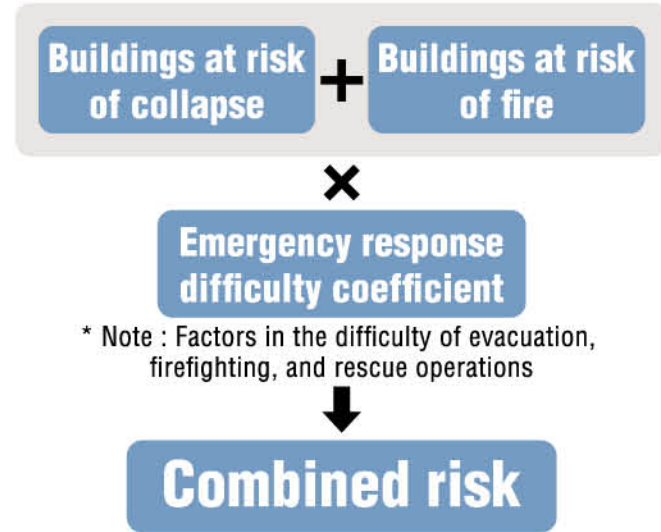 Buildings at risk
of collapse
+
Buildings at risk
of fire
×
Emergency response
difficulty coefficient
* Note : Factors in the difficulty of evacuation,
firefighting, and rescue operations
Combined risk